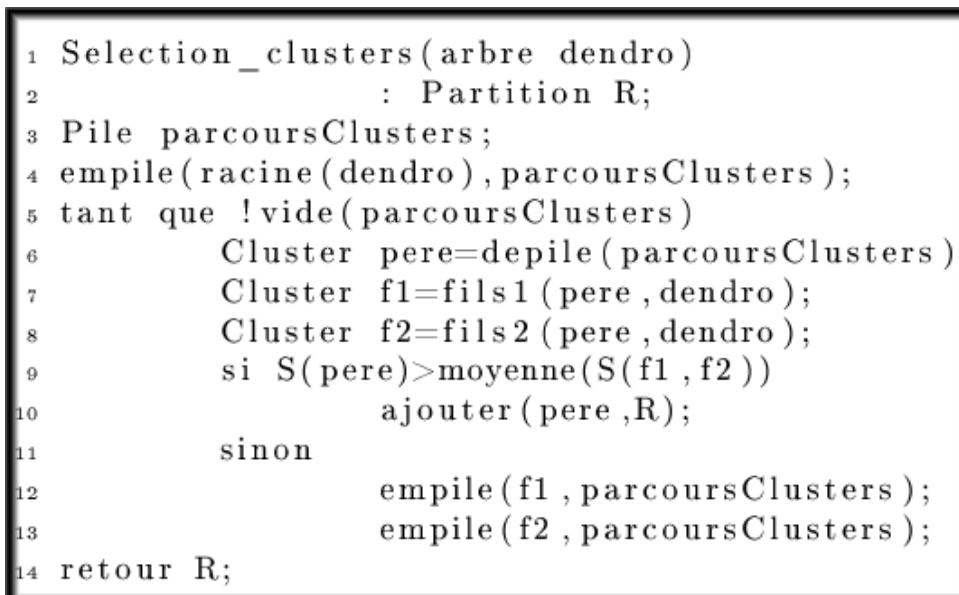 1 Selection_clusters(arbre dendro)
2 : Partition R;
3 Pile parcoursClusters;
4 empile(racine(dendro),parcoursClusters);
5 tant que !vide(parcoursClusters)
6 Cluster pere=depile(parcoursClusters)
7 Cluster f1=fils1(pere,dendro);
8 Cluster f2=fils2(pere,dendro);
9 si S(pere)>moyenne(S(f1,f2))
10 ajouter(pere,R);
11 sinon
12 empile(f1,parcoursClusters);
13 empile(f2,parcoursClusters);
14 retour R;